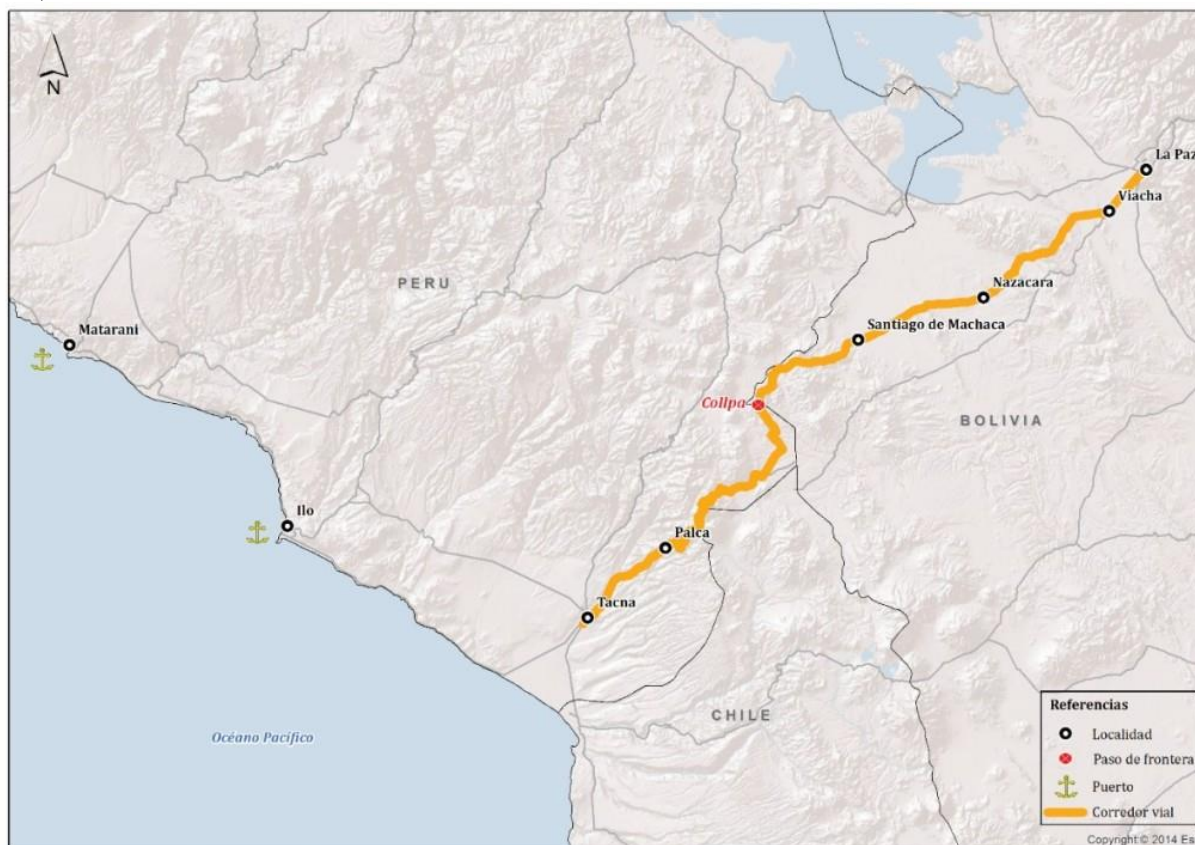 N
La Paz
Viacha
PERU
Nazacara
Matarani
Santiago de Machaca
Collpa
BOLIVIA
Ilo
Palca
Tacna
CHILE
Océano Pacífico
Referencias
Localidad
Paso de frontera
Puerto
Corredor vial
Copyright © 2014 Es